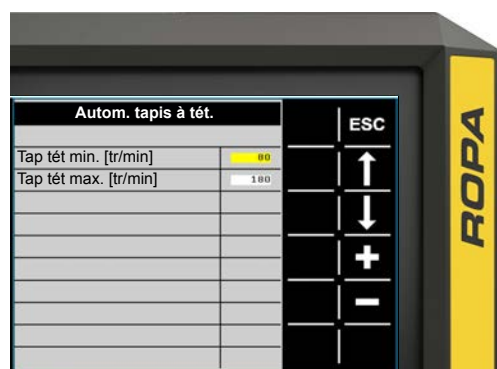 Autom. tapis à tét.
ESC
Tap tét min. [tr/min] 80
Tap tét max. [tr/min] 180
ROPA